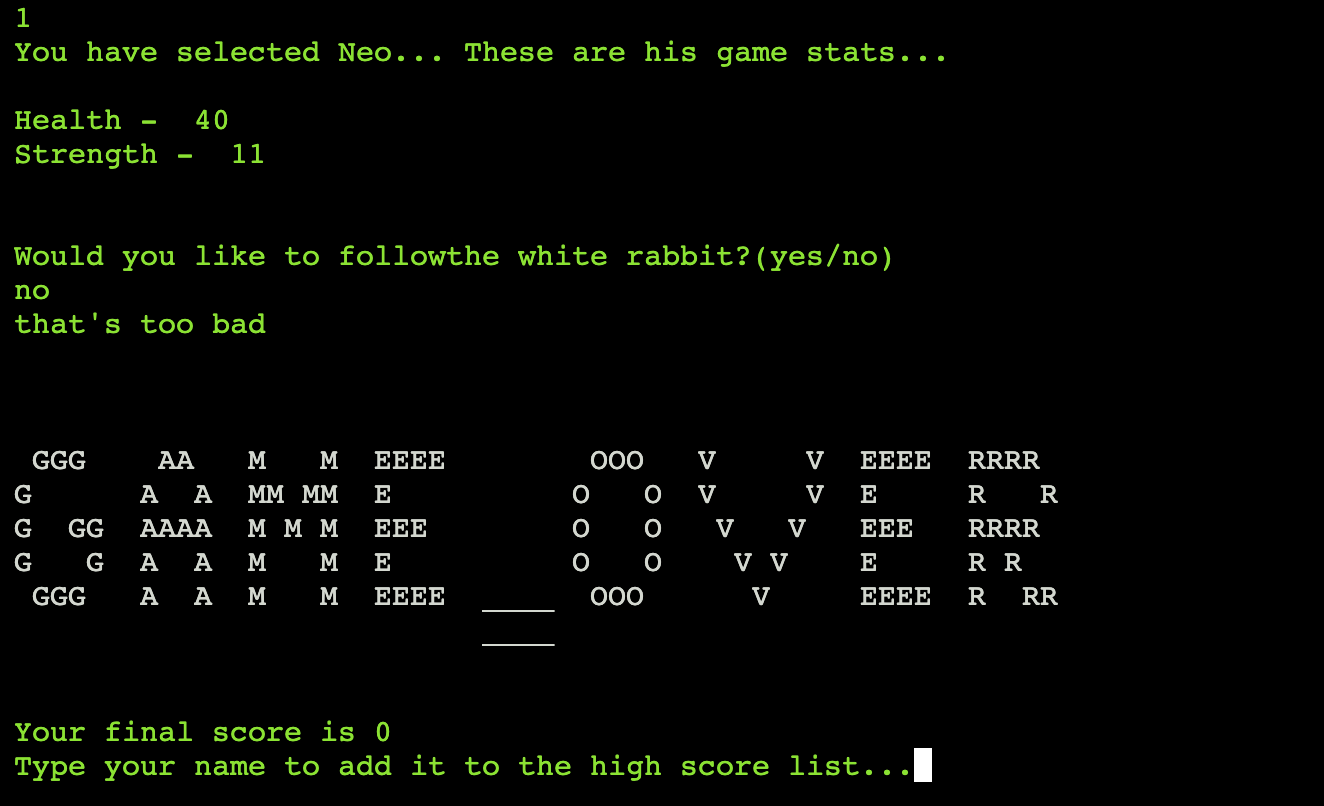 1
You have selected Neo... These are his game stats...
Health -  40
Strength -  11
Would you like to followthe white rabbit?(yes/no)
no
that's too bad
 GGG    AA   M   M  EEEE        OOO   V     V  EEEE  RRRR
G      A  A  MM MM  E          O   O  V     V  E     R   R
G  GG  AAAA  M M M  EEE        O   O   V   V   EEE   RRRR
G   G  A  A  M   M  E          O   O    V V    E     R R
 GGG   A  A  M   M  EEEE  ____  OOO      V     EEEE  R  RR
                          ____
Your final score is 0
Type your name to add it to the high score list...